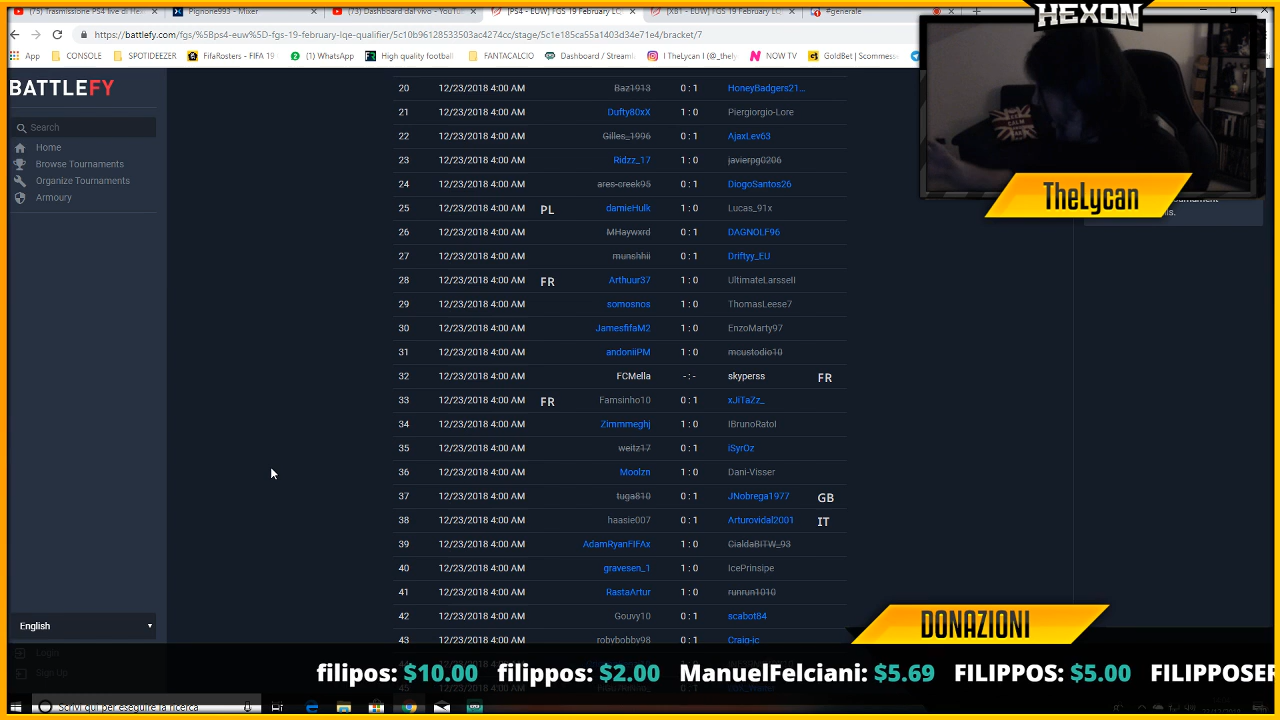 (73) Trasmissione PS4 live di He
Pignone993 - Mixer
(73) Dashboard dal vivo - YouTu
[PS4 - EUW] FGS 19 February LC
[XB1 - EUW] FGS 19 February LQ
#generale
https://battlefy.com/fgs/%5Bps4-euw%5D-fgs-19-february-lqe-qualifier/5c10b96128533503ac4274cc/stage/5c1e185ca55a1403d34e71e4/bracket/7
App CONSOLE SPOTIDEEZER FifaRosters - FIFA 19 (1) WhatsApp High quality football FANTACALCIO Dashboard / Streaml I TheLycan I (@_thely NOW TV GoldBet | Scommess
HEXON
TheLycan
BATTLEFY
Search
Home
Browse Tournaments
Organize Tournaments
Armoury
20 12/23/2018 4:00 AM Baz1913 0 : 1 HoneyBadgers21...
21 12/23/2018 4:00 AM Dufty80xX 1 : 0 Piergiorgio-Lore
22 12/23/2018 4:00 AM Gilles_1996 0 : 1 AjaxLev63
23 12/23/2018 4:00 AM Ridzz_17 1 : 0 javierpg0206
24 12/23/2018 4:00 AM ares-creek95 0 : 1 DiogoSantos26
25 12/23/2018 4:00 AM PL damieHulk 1 : 0 Lucas_91x
26 12/23/2018 4:00 AM MHaywxrd 0 : 1 DAGNOLF96
27 12/23/2018 4:00 AM munshhii 0 : 1 Driftyy_EU
28 12/23/2018 4:00 AM FR Arthuur37 1 : 0 UltimateLarsseII
29 12/23/2018 4:00 AM somosnos 1 : 0 ThomasLeese7
30 12/23/2018 4:00 AM JamesfifaM2 1 : 0 EnzoMarty97
31 12/23/2018 4:00 AM andoniiPM 1 : 0 mcustodio10
32 12/23/2018 4:00 AM FCMella - : - skyperss FR
33 12/23/2018 4:00 AM FR Famsinho10 0 : 1 xJiTaZz_
34 12/23/2018 4:00 AM Zimmmeghj 1 : 0 IBrunoRatoI
35 12/23/2018 4:00 AM weitz17 0 : 1 iSyrOz
36 12/23/2018 4:00 AM Moolzn 1 : 0 Dani-Visser
37 12/23/2018 4:00 AM tuga810 0 : 1 JNobrega1977 GB
38 12/23/2018 4:00 AM haasie007 0 : 1 Arturovidal2001 IT
39 12/23/2018 4:00 AM AdamRyanFIFAx 1 : 0 CialdaBITW_93
40 12/23/2018 4:00 AM gravesen_1 1 : 0 IcePrinsipe
41 12/23/2018 4:00 AM RastaArtur 1 : 0 runrun1010
42 12/23/2018 4:00 AM Gouvy10 0 : 1 scabot84
43 12/23/2018 4:00 AM robybobby98 0 : 1 Craig-ic
English
Login
Sign Up
DONAZIONI
filipos: $10.00 filippos: $2.00 ManuelFelciani: $5.69 FILIPPOS: $5.00 FILIPPOSER
Scrivi qui per eseguire la ricerca